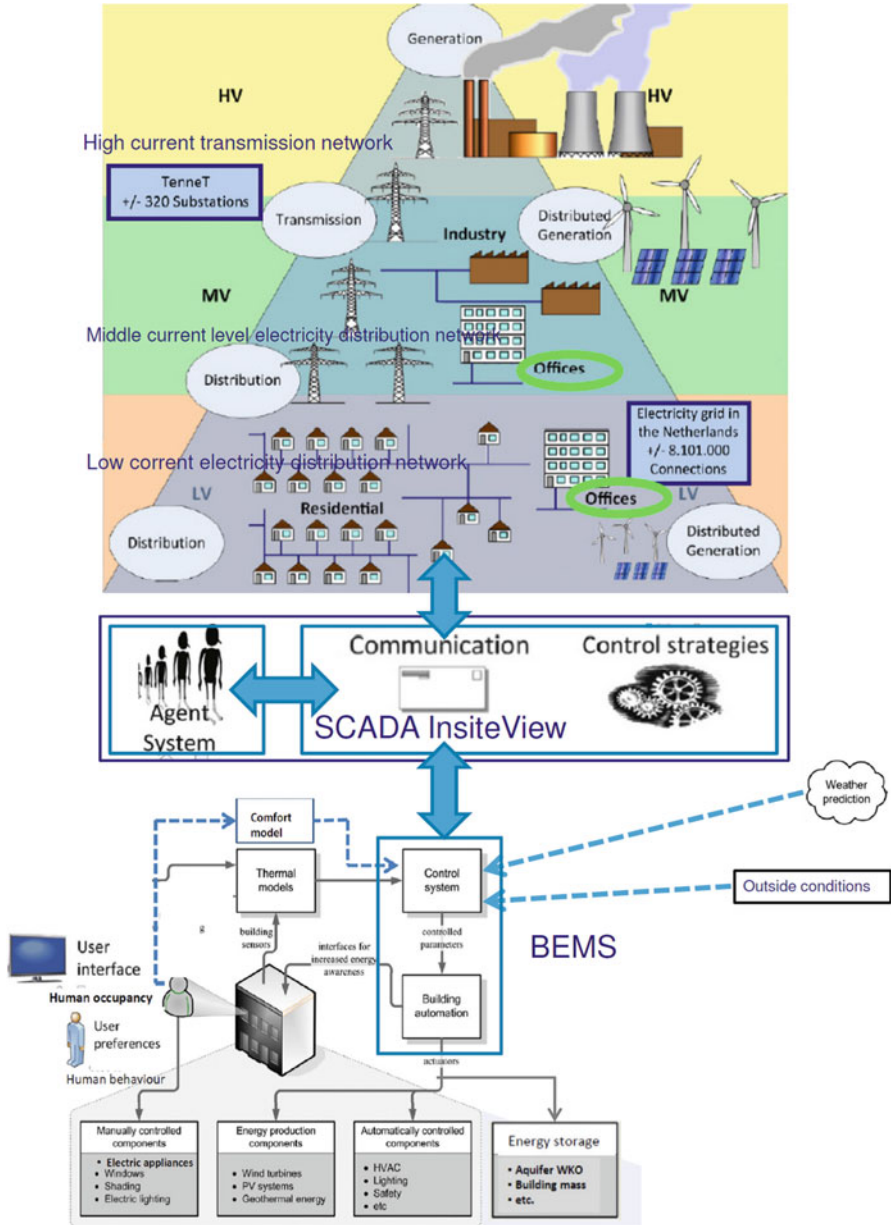 Generation
HV
HV
High current transmission network
TenneT
+/- 320 Substations
Transmission
Industry
Distributed
Generation
MV
MV
Middle current level electricity distribution network
Distribution
Offices
Electricity grid in
the Netherlands
+/- 8.101.000
Connections
Low corrent electricity distribution network
LV
Residential
Offices
LV
Distribution
Distributed
Generation
Communication
Control strategies
Agent
System
SCADA InsiteView
Weather
prediction
Comfort
model
Thermal
models
Control
system
Outside conditions
g
building
sensors
interfaces for
increased energy
awareness
controlled
parameters
BEMS
User
interface
Human occupancy
Building
automation
User
preferences
Human behaviour
actuators
Manually controlled
components
• Electric appliances
• Windows
• Shading
• Electric lighting
Energy production
components
• Wind turbines
• PV systems
• Geothermal energy
Automatically controlled
components
• HVAC
• Lighting
• Safety
• etc
Energy storage
• Aquifer WKO
• Building mass
• etc.